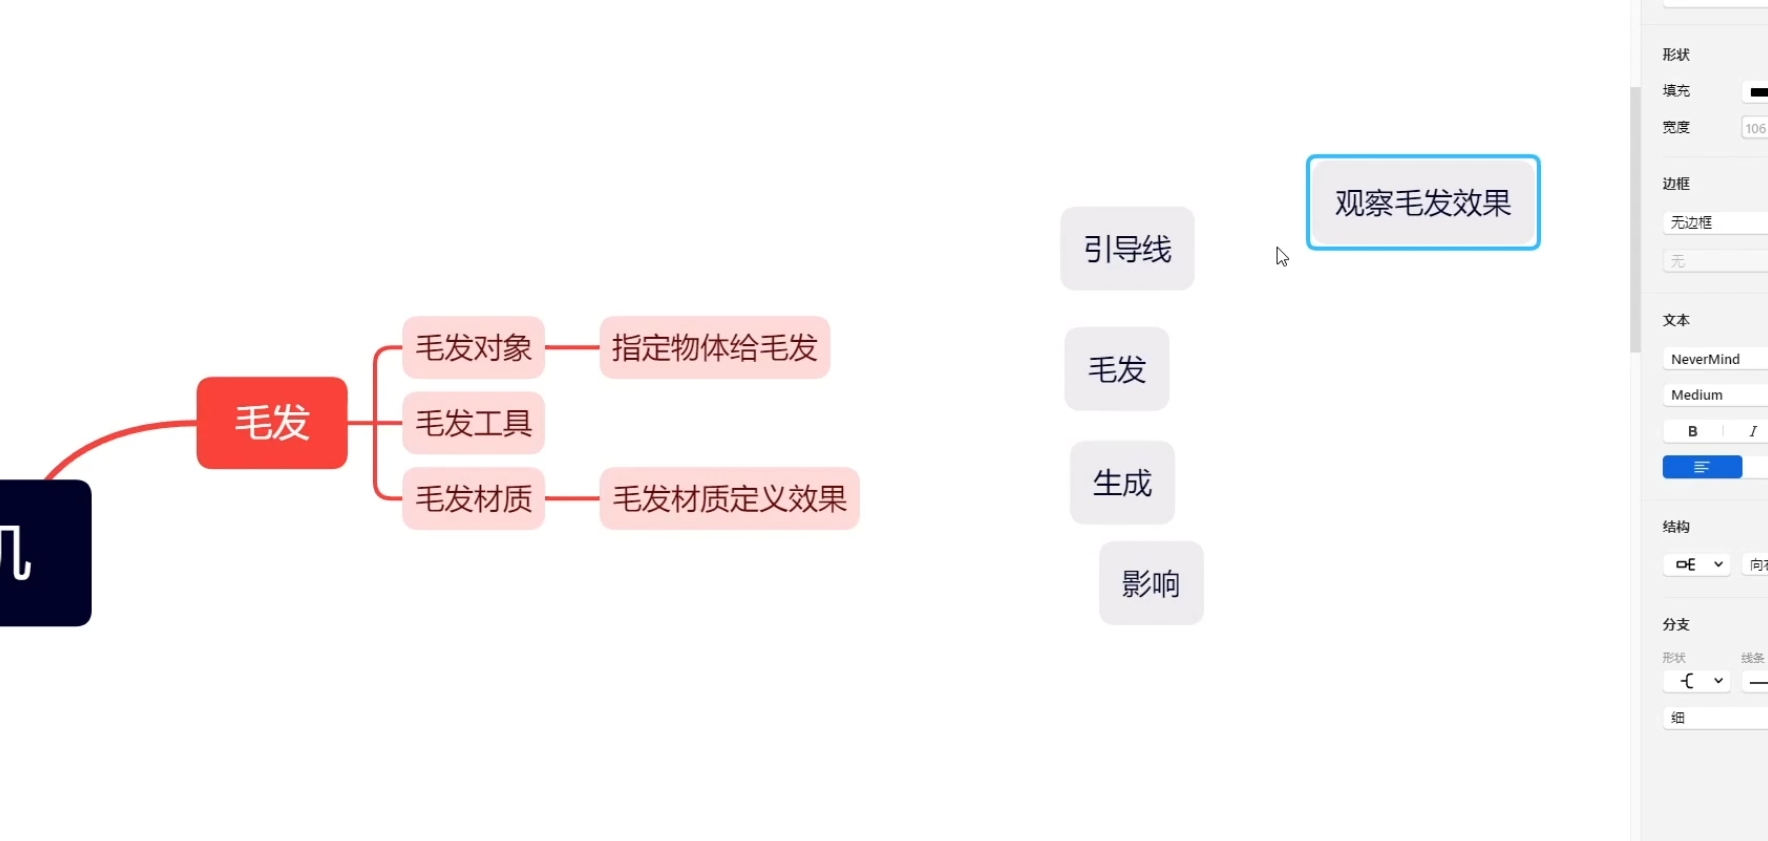 机
毛发
毛发对象
指定物体给毛发
毛发工具
毛发材质
毛发材质定义效果
引导线
毛发
生成
影响
观察毛发效果
形状
填充
宽度
106
边框
无边框
无
文本
NeverMind
Medium
B
I
结构
向右
分支
形状
线条
细